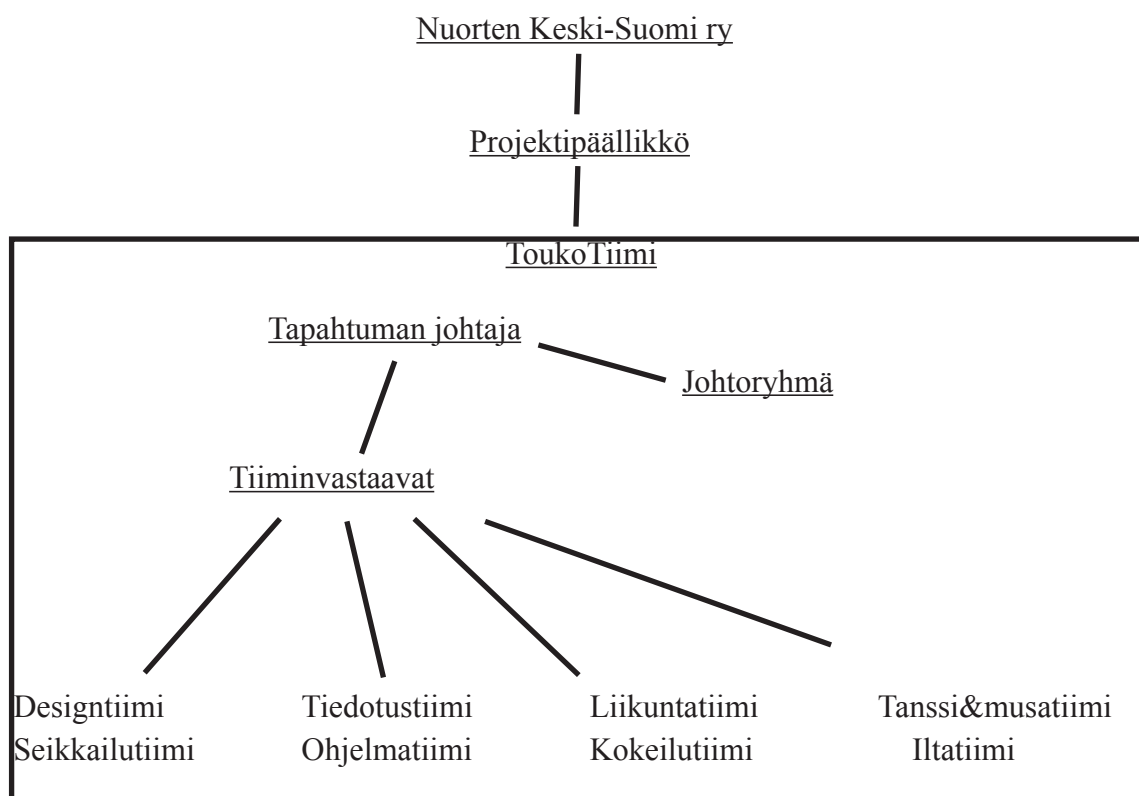 Nuorten Keski-Suomi ry
Projektipäällikkö
ToukoTiimi
Tapahtuman johtaja
Johtoryhmä
Tiiminvastaavat
Designtiimi Tiedotustiimi Liikuntatiimi Tanssi&musatiimi
Seikkailutiimi Ohjelmatiimi Kokeilutiimi Iltatiimi